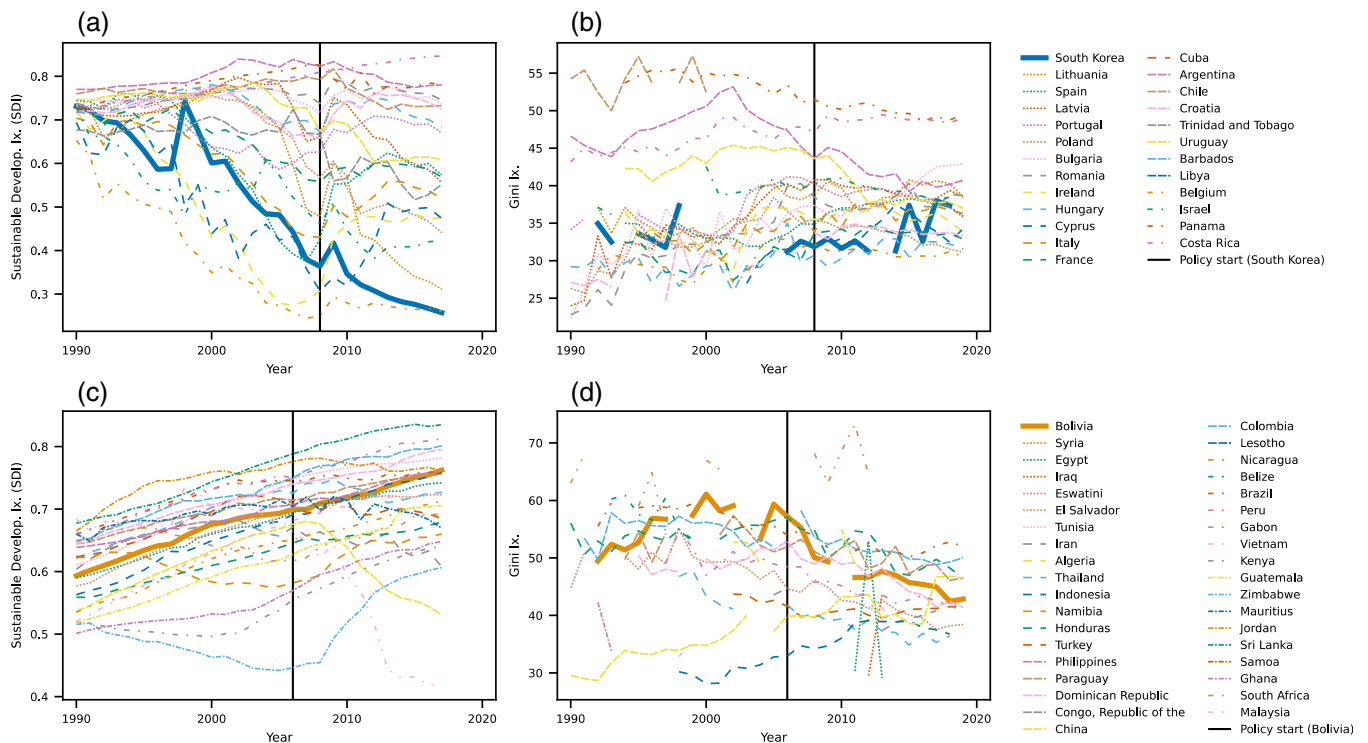 (a)
(b)
Sustainable Develop. Ix. (SDI)
0.8
0.7
0.6
0.5
0.4
0.3
1990
2000
2010
2020
Year
Gini Ix.
55
50
45
40
35
30
25
1990
2000
2010
2020
Year
South Korea
Lithuania
Spain
Latvia
Portugal
Poland
Bulgaria
Romania
Ireland
Hungary
Cyprus
Italy
France
Cuba
Argentina
Chile
Croatia
Trinidad and Tobago
Uruguay
Barbados
Libya
Belgium
Israel
Panama
Costa Rica
Policy start (South Korea)
(c)
(d)
Sustainable Develop. Ix. (SDI)
0.8
0.7
0.6
0.5
0.4
1990
2000
2010
2020
Year
Gini Ix.
70
60
50
40
30
1990
2000
2010
2020
Year
Bolivia
Syria
Egypt
Iraq
Eswatini
El Salvador
Tunisia
Iran
Algeria
Thailand
Indonesia
Namibia
Honduras
Turkey
Philippines
Paraguay
Dominican Republic
Congo, Republic of the
China
Colombia
Lesotho
Nicaragua
Belize
Brazil
Peru
Gabon
Vietnam
Kenya
Guatemala
Zimbabwe
Mauritius
Jordan
Sri Lanka
Samoa
Ghana
South Africa
Malaysia
Policy start (Bolivia)